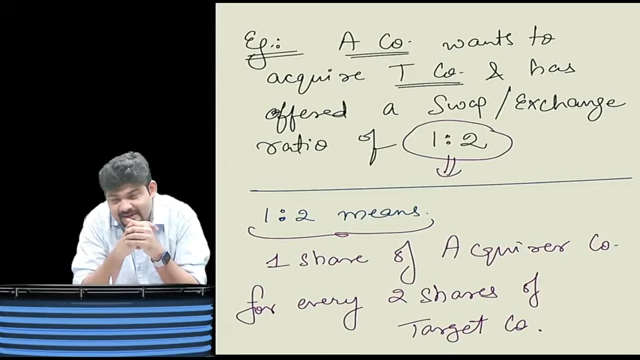 Eg.:- A Co. wants to
acquire T Co. & has
offered a Swap/Exchange
ratio of 1:2
1:2 means.
1 share of Acquirer Co.
for every 2 shares of
Target Co.